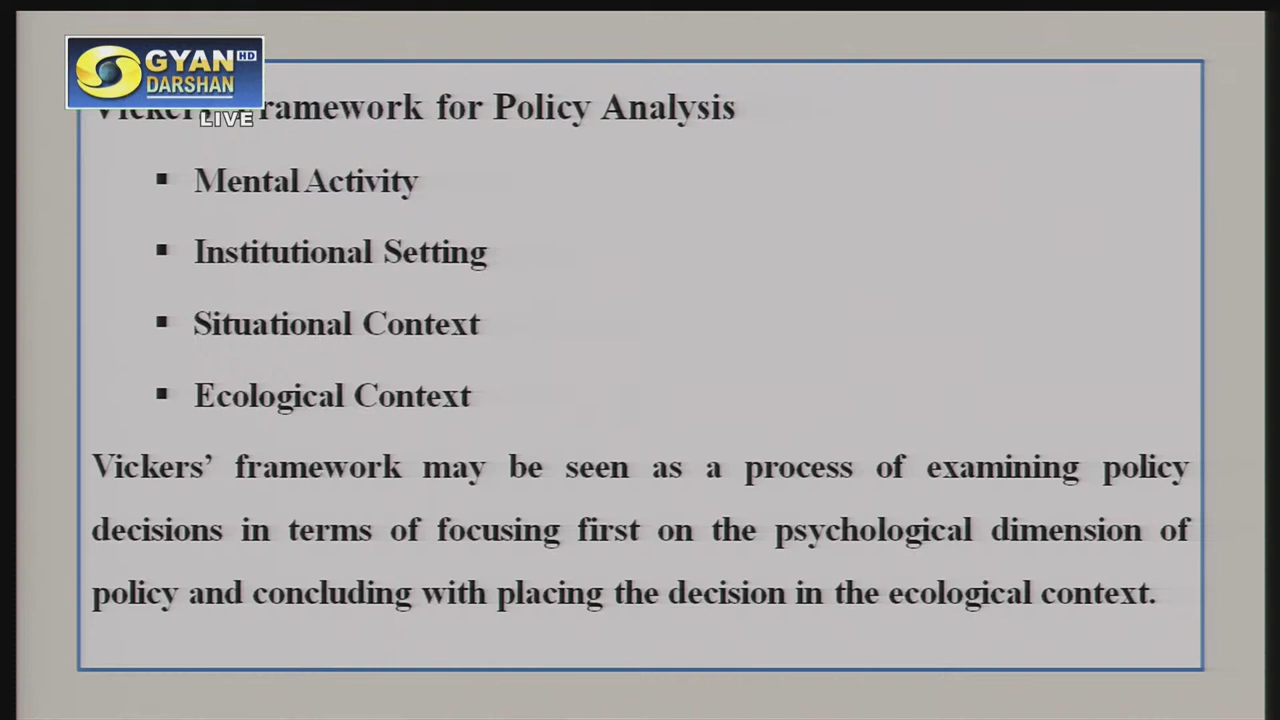 GYAN HD
DARSHAN
LIVE
Vickers' Framework for Policy Analysis
▪ Mental Activity
▪ Institutional Setting
▪ Situational Context
▪ Ecological Context
Vickers’ framework may be seen as a process of examining policy
decisions in terms of focusing first on the psychological dimension of
policy and concluding with placing the decision in the ecological context.